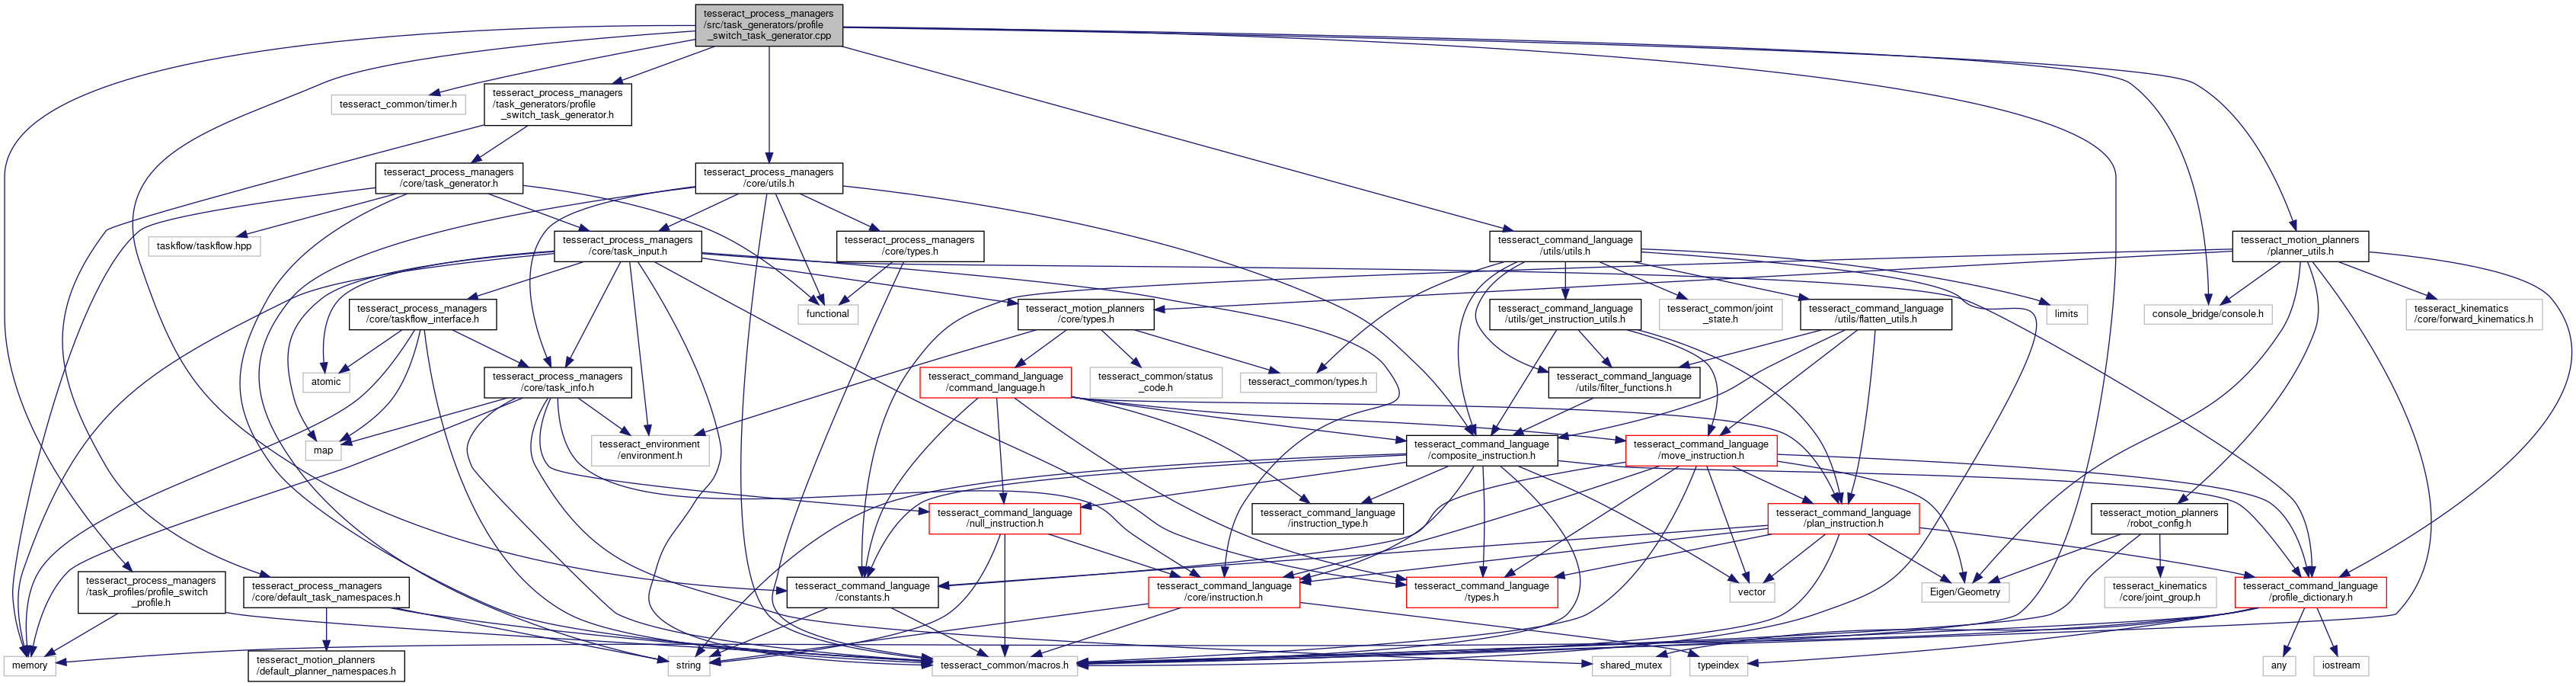 tesseract_process_managers
/src/task_generators/profile
_switch_task_generator.cpp
tesseract_common/timer.h
tesseract_process_managers
/task_generators/profile
_switch_task_generator.h
tesseract_process_managers
/core/task_generator.h
tesseract_process_managers
/core/utils.h
taskflow/taskflow.hpp
tesseract_process_managers
/core/task_input.h
tesseract_process_managers
/core/types.h
tesseract_command_language
/utils/utils.h
tesseract_motion_planners
/planner_utils.h
tesseract_process_managers
/core/taskflow_interface.h
functional
tesseract_motion_planners
/core/types.h
tesseract_command_language
/utils/get_instruction_utils.h
tesseract_common/joint
_state.h
tesseract_command_language
/utils/flatten_utils.h
limits
console_bridge/console.h
tesseract_kinematics
/core/forward_kinematics.h
atomic
tesseract_process_managers
/core/task_info.h
tesseract_command_language
/command_language.h
tesseract_common/status
_code.h
tesseract_common/types.h
tesseract_command_language
/utils/filter_functions.h
map
tesseract_environment
/environment.h
tesseract_command_language
/composite_instruction.h
tesseract_command_language
/move_instruction.h
tesseract_command_language
/null_instruction.h
tesseract_command_language
/instruction_type.h
tesseract_command_language
/plan_instruction.h
tesseract_motion_planners
/robot_config.h
tesseract_process_managers
/task_profiles/profile_switch
_profile.h
tesseract_process_managers
/core/default_task_namespaces.h
tesseract_command_language
/constants.h
tesseract_command_language
/core/instruction.h
tesseract_command_language
/types.h
vector
Eigen/Geometry
tesseract_kinematics
/core/joint_group.h
tesseract_command_language
/profile_dictionary.h
memory
tesseract_motion_planners
/default_planner_namespaces.h
string
tesseract_common/macros.h
shared_mutex
typeindex
any
iostream